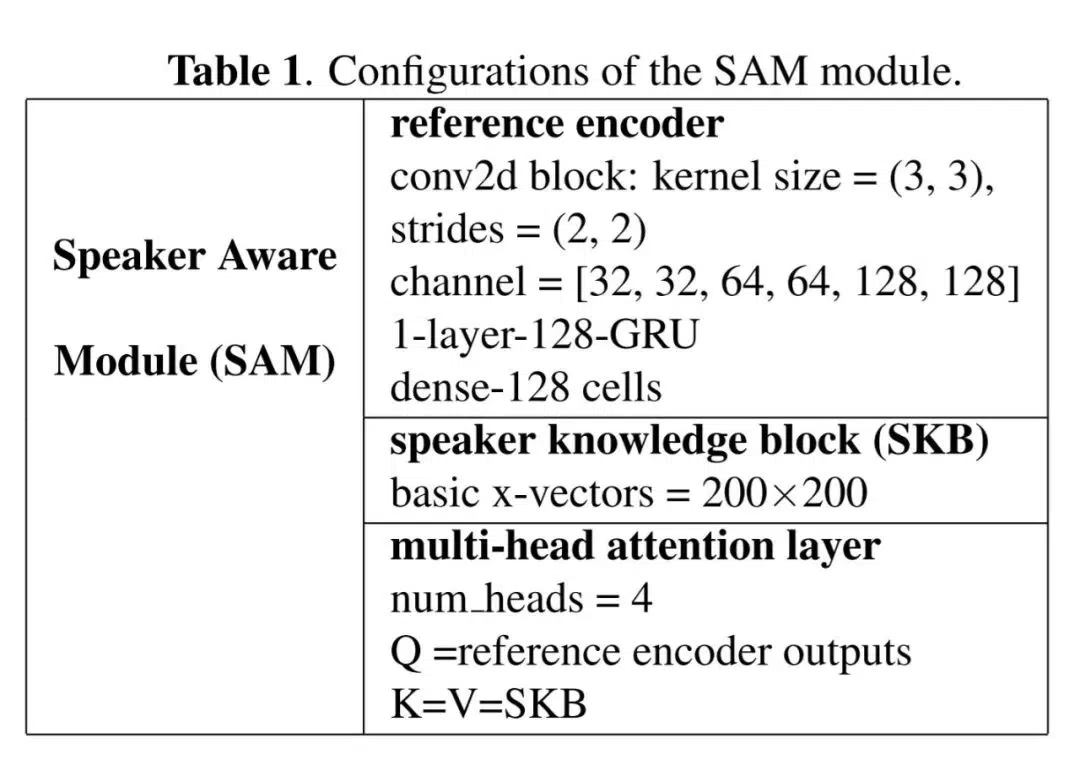 Table 1. Configurations of the SAM module.
Speaker Aware
Module (SAM)
reference encoder
conv2d block: kernel size = (3, 3),
strides = (2, 2)
channel = [32, 32, 64, 64, 128, 128]
1-layer-128-GRU
dense-128 cells
speaker knowledge block (SKB)
basic x-vectors = 200×200
multi-head attention layer
num_heads = 4
Q =reference encoder outputs
K=V=SKB